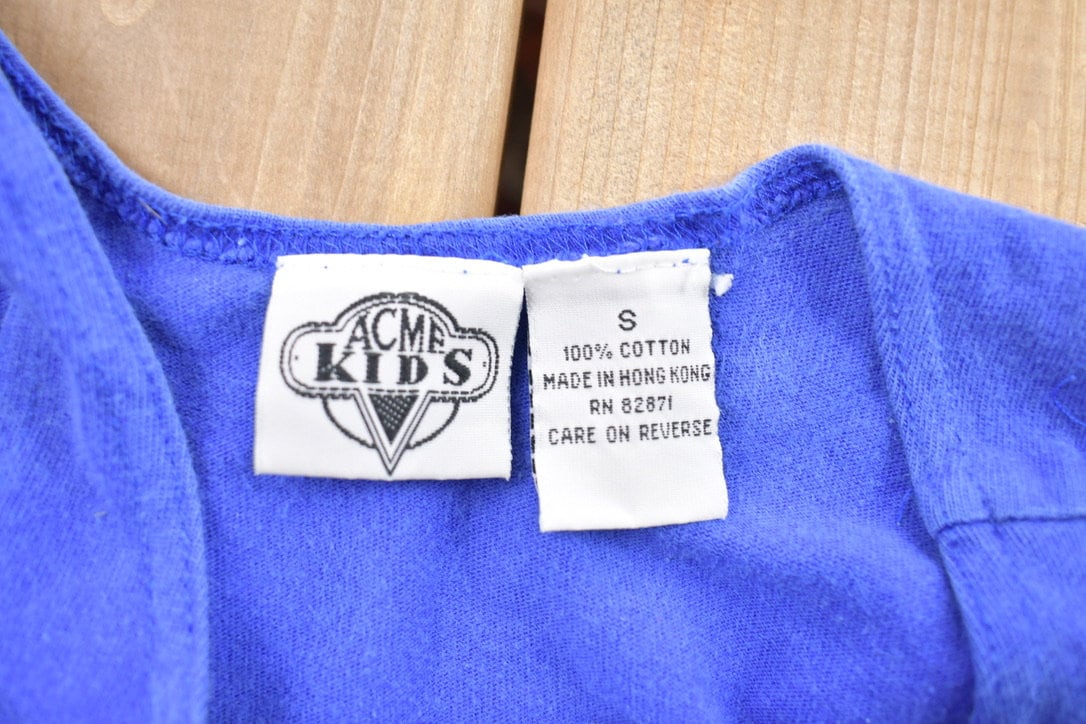 ACME
KIDS
S
100% COTTON
MADE IN HONG KONG
RN 82871
CARE ON REVERSE